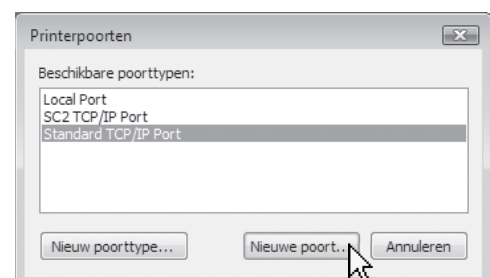 Printerpoorten
Beschikbare poorttypen:
Local Port
SC2 TCP/IP Port
Standard TCP/IP Port
Nieuw poorttype... Nieuwe poort... Annuleren